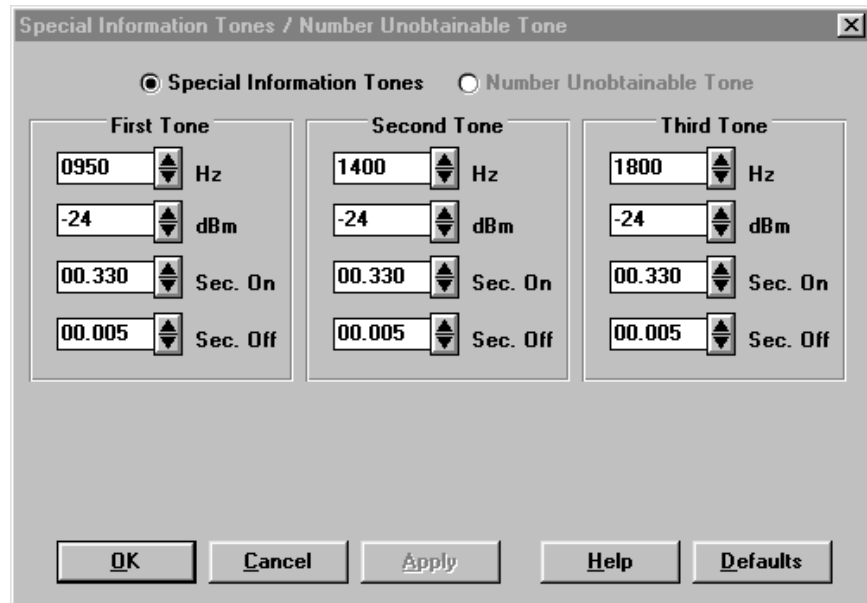 Special Information Tones / Number Unobtainable Tone
Special Information Tones Number Unobtainable Tone
First Tone Second Tone Third Tone
0950 Hz 1400 Hz 1800 Hz
-24 dBm -24 dBm -24 dBm
00.330 Sec. On 00.330 Sec. On 00.330 Sec. On
00.005 Sec. Off 00.005 Sec. Off 00.005 Sec. Off
OK Cancel Apply Help Defaults